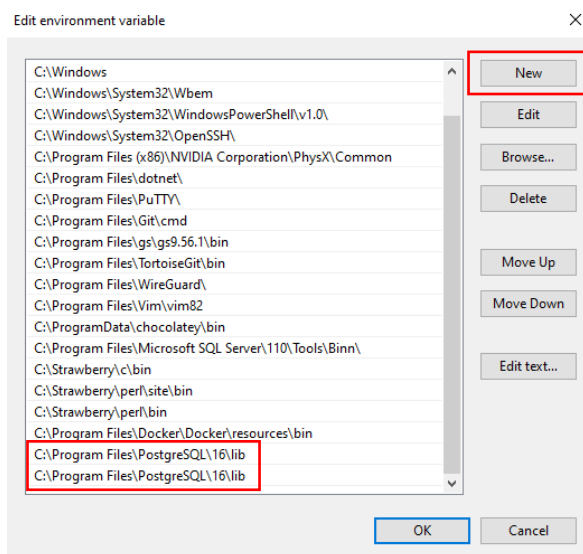 Edit environment variable
C:\Windows
C:\Windows\System32\Wbem
C:\Windows\System32\WindowsPowerShell\v1.0\
C:\Windows\System32\OpenSSH\
C:\Program Files (x86)\NVIDIA Corporation\PhysX\Common
C:\Program Files\dotnet\
C:\Program Files\PuTTY\
C:\Program Files\Git\cmd
C:\Program Files\gs\gs9.56.1\bin
C:\Program Files\TortoiseGit\bin
C:\Program Files\WireGuard\
C:\Program Files\Vim\vim82
C:\ProgramData\chocolatey\bin
C:\Program Files\Microsoft SQL Server\110\Tools\Binn\
C:\Strawberry\c\bin
C:\Strawberry\perl\site\bin
C:\Strawberry\perl\bin
C:\Program Files\Docker\Docker\resources\bin
C:\Program Files\PostgreSQL\16\lib
C:\Program Files\PostgreSQL\16\lib
New
Edit
Browse...
Delete
Move Up
Move Down
Edit text...
OK
Cancel